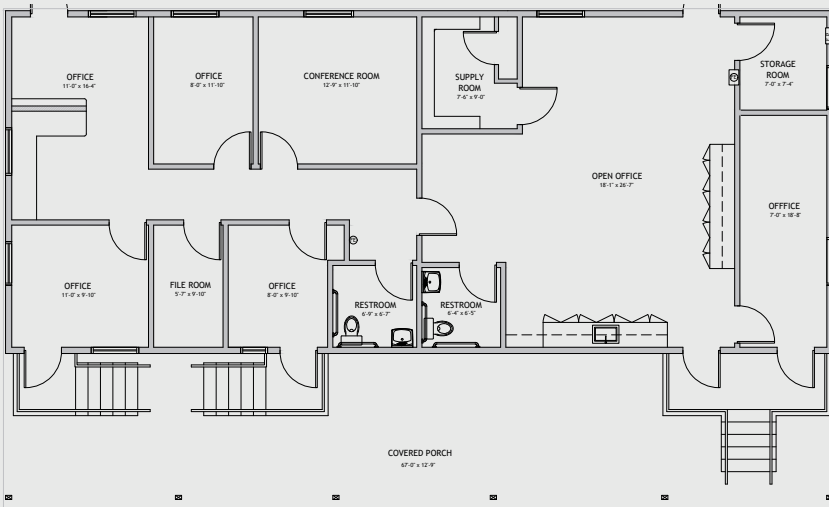 OFFICE
11'-0" x 16'-4"
OFFICE
8'-0" x 11'-10"
CONFERENCE ROOM
12'-9" x 11'-10"
SUPPLY
ROOM
7'-6" x 9'-0"
STORAGE
ROOM
7'-0" x 7'-4"
OPEN OFFICE
18'-1" x 26'-7"
OFFFICE
7'-0" x 18'-8"
OFFICE
11'-0" x 9'-10"
FILE ROOM
5'-7" x 9'-10"
OFFICE
8'-0" x 9'-10"
RESTROOM
6'-9" x 6'-7"
RESTROOM
6'-4" x 6'-5"
COVERED PORCH
67'-0" x 12'-9"